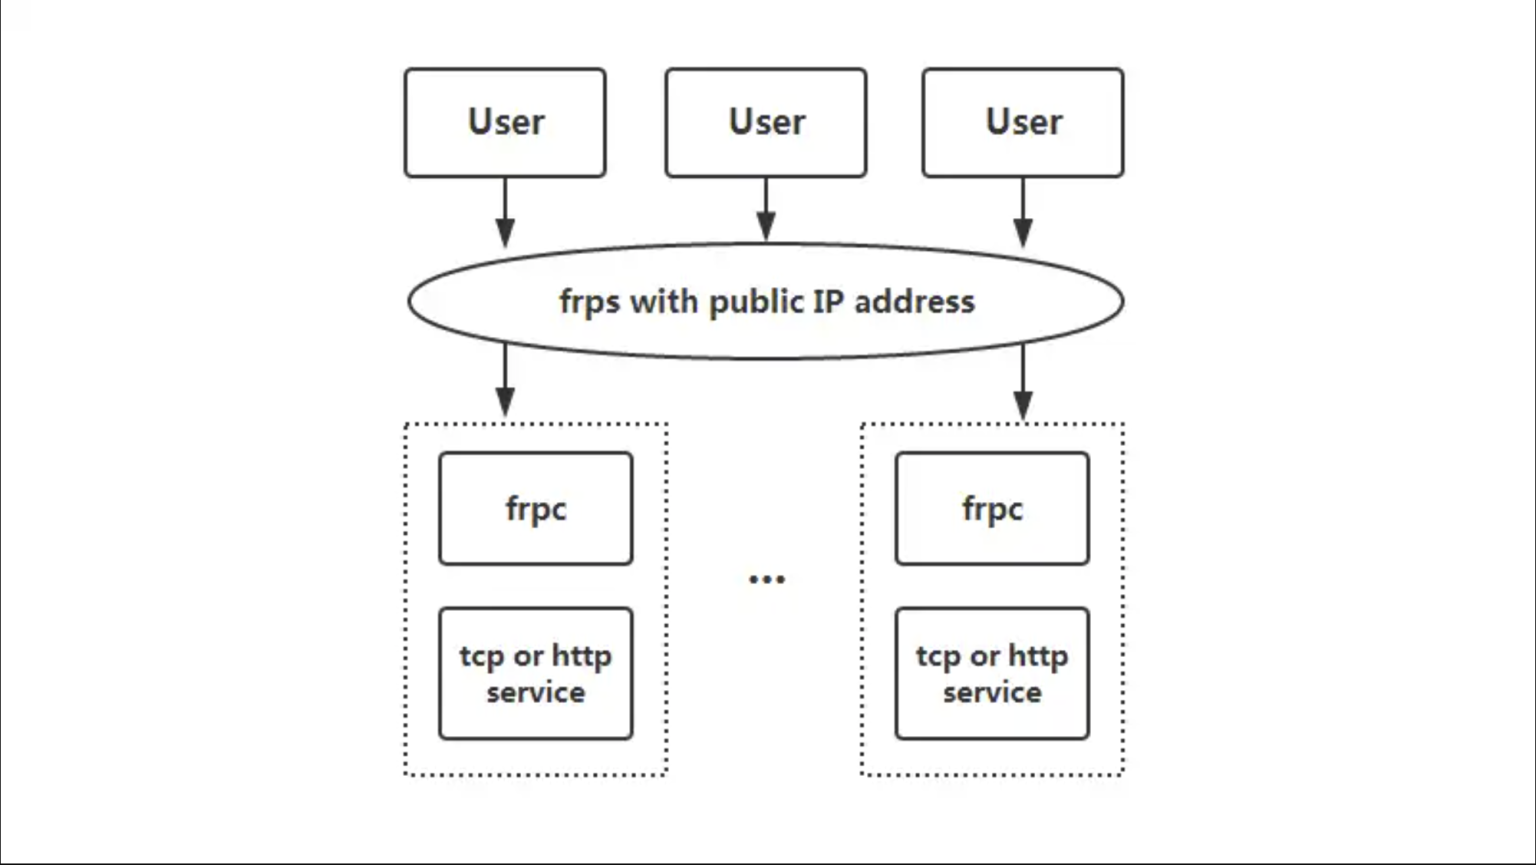 User
User
User
frps with public IP address
frpc
frpc
...
tcp or http
service
tcp or http
service